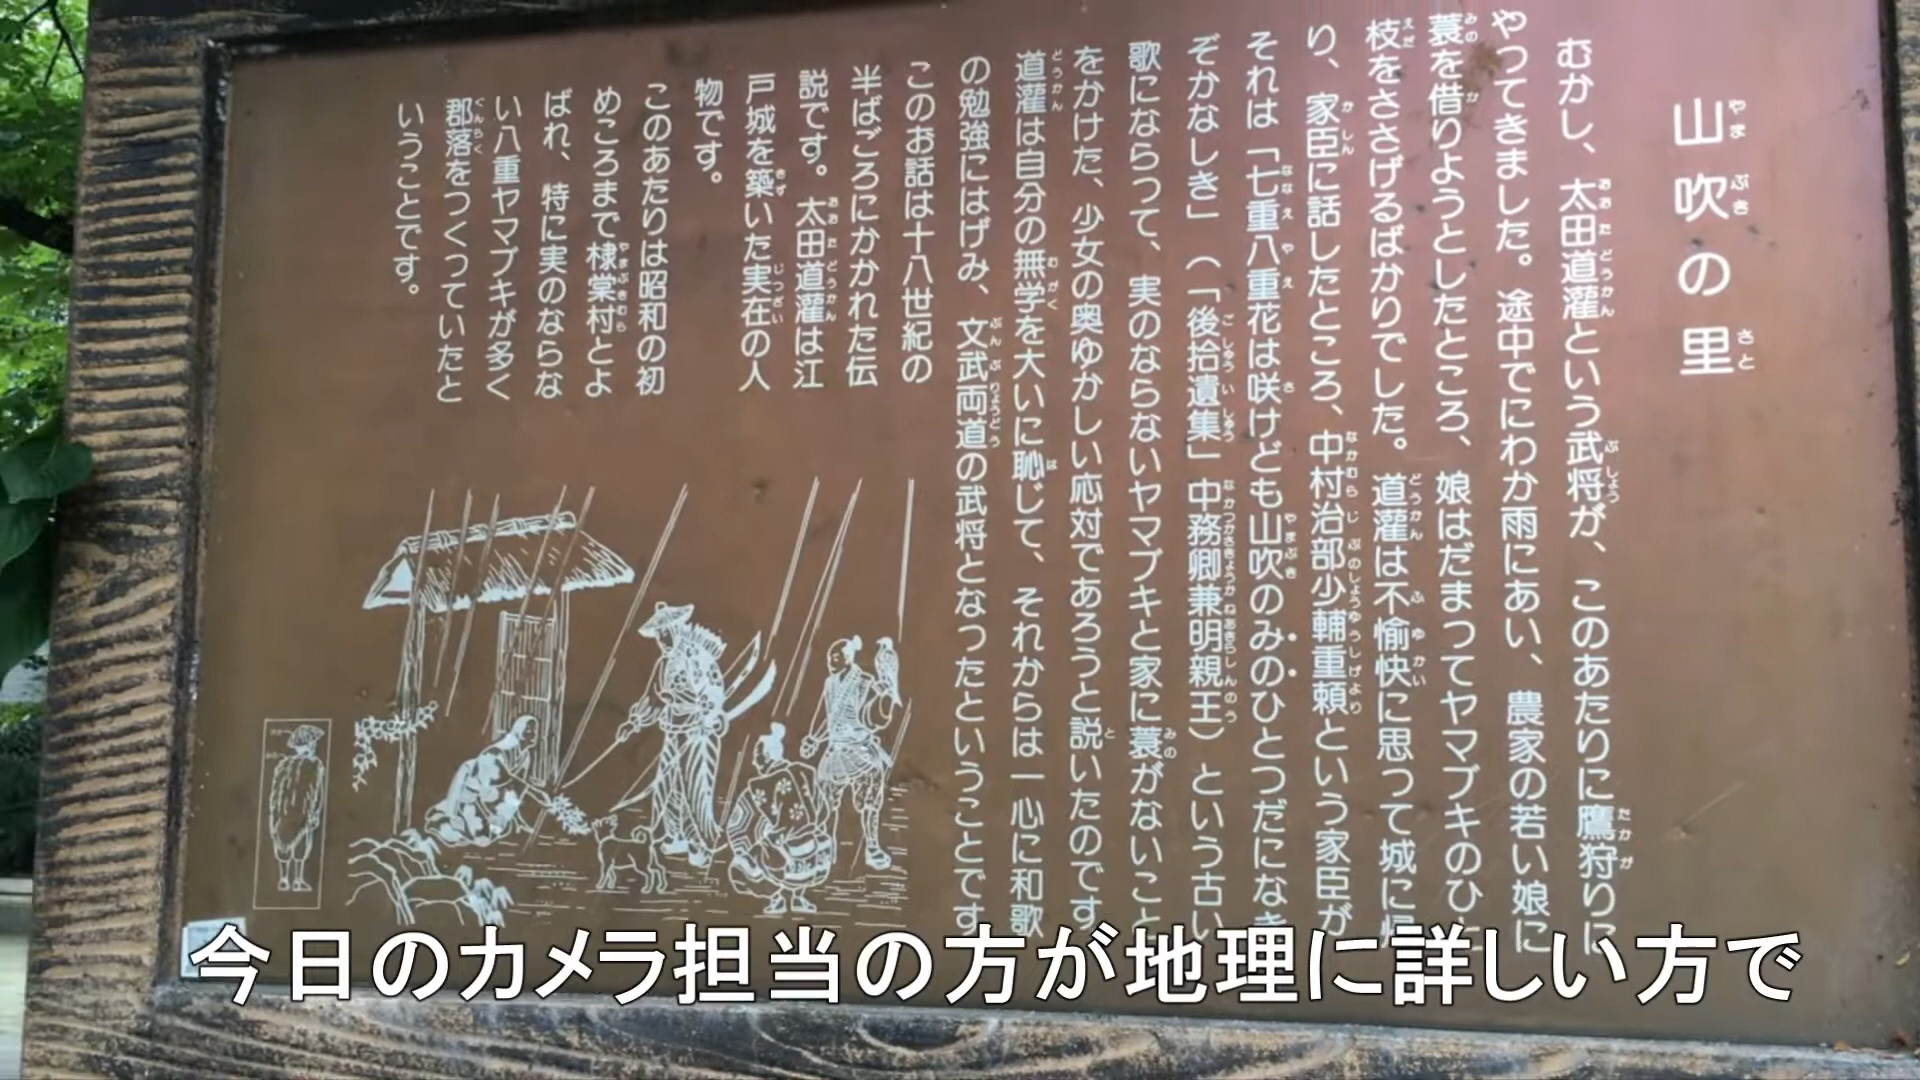 山吹の里
むかし、太田道灌という武将が、このあたりに鷹狩りに
やってきました。途中でにわか雨にあい、農家の若い娘に
蓑を借りようとしたところ、娘はだまってヤマブキのひと
枝をささげるばかりでした。道灌は不愉快に思って城に帰
り、家臣に話したところ、中村治部少輔重頼という家臣が
それは「七重八重花は咲けども山吹のみのひとつだになき
ぞかなしき」（「後拾遺集」中務卿兼明親王）という古い
歌にならって、実のならないヤマブキと家に蓑がないこと
をかけた、少女の奥ゆかしい応対であろうと説いたのです
道灌は自分の無学を大いに恥じて、それからは一心に和歌
の勉強にはげみ、文武両道の武将となったということです
このお話は十八世紀の
半ばごろにかかれた伝
説です。太田道灌は江
戸城を築いた実在の人
物です。
このあたりは昭和の初
めころまで棣棠村とよ
ばれ、特に実のならな
い八重ヤマブキが多く
郡落をつくっていたと
いうことです。
今日のカメラ担当の方が地理に詳しい方で